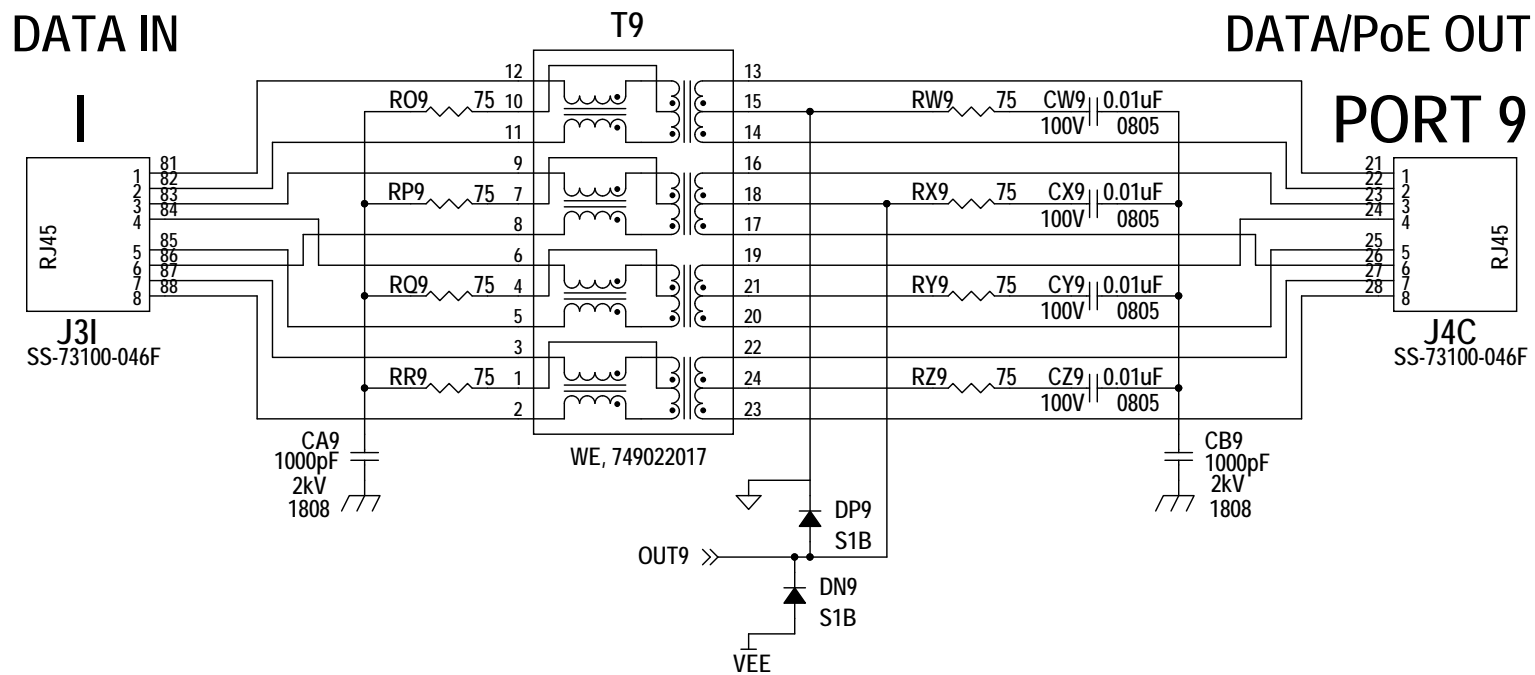 DATA IN
T9
DATA/PoE OUT
I
PORT 9
12
13
RO9 75 10
15 RW9 75 CW9 0.01uF
100V 0805
11
14
81
82
83
84
85
86
87
88
1
2
3
4
5
6
7
8
RJ45
J3I
SS-73100-046F
9
16
RP9 75 7
18 RX9 75 CX9 0.01uF
100V 0805
8
17
6
19
RQ9 75 4
21 RY9 75 CY9 0.01uF
100V 0805
5
20
3
22
RR9 75 1
24 RZ9 75 CZ9 0.01uF
100V 0805
2
23
21
22
23
24
25
26
27
28
1
2
3
4
5
6
7
8
RJ45
J4C
SS-73100-046F
CA9
1000pF
2kV
1808
WE, 749022017
CB9
1000pF
2kV
1808
DP9
S1B
OUT9
DN9
S1B
VEE